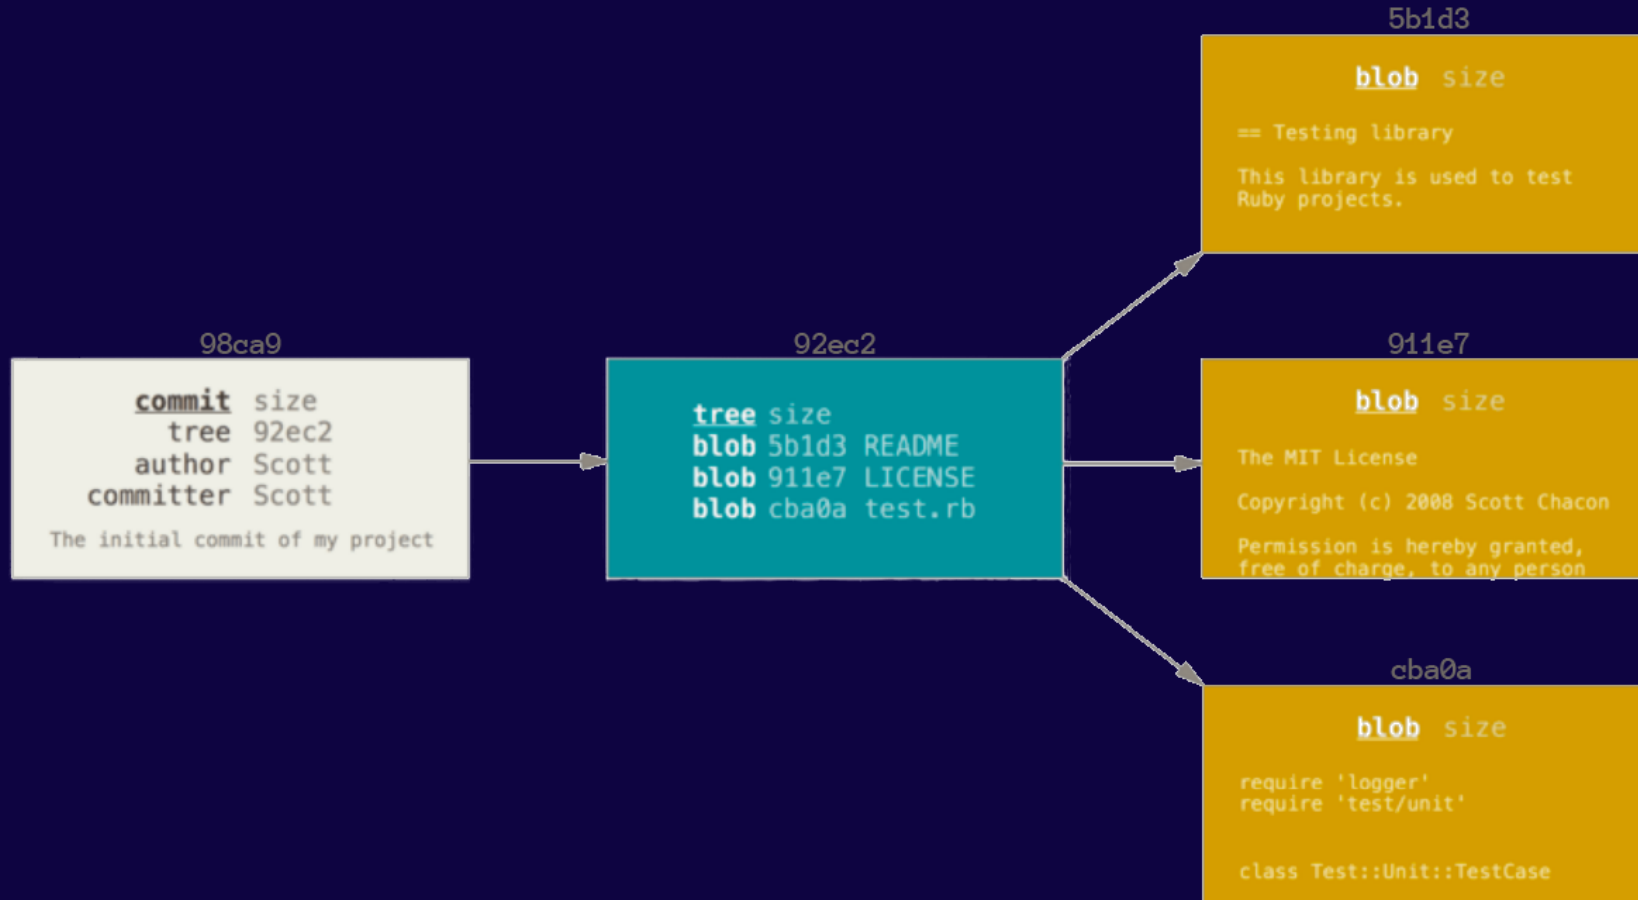 98ca9
commit size
tree 92ec2
author Scott
committer Scott
The initial commit of my project
92ec2
tree size
blob 5b1d3 README
blob 911e7 LICENSE
blob cba0a test.rb
5b1d3
blob size
== Testing library
This library is used to test
Ruby projects.
911e7
blob size
The MIT License
Copyright (c) 2008 Scott Chacon
Permission is hereby granted,
free of charge, to any person
cba0a
blob size
require 'logger'
require 'test/unit'
class Test::Unit::TestCase